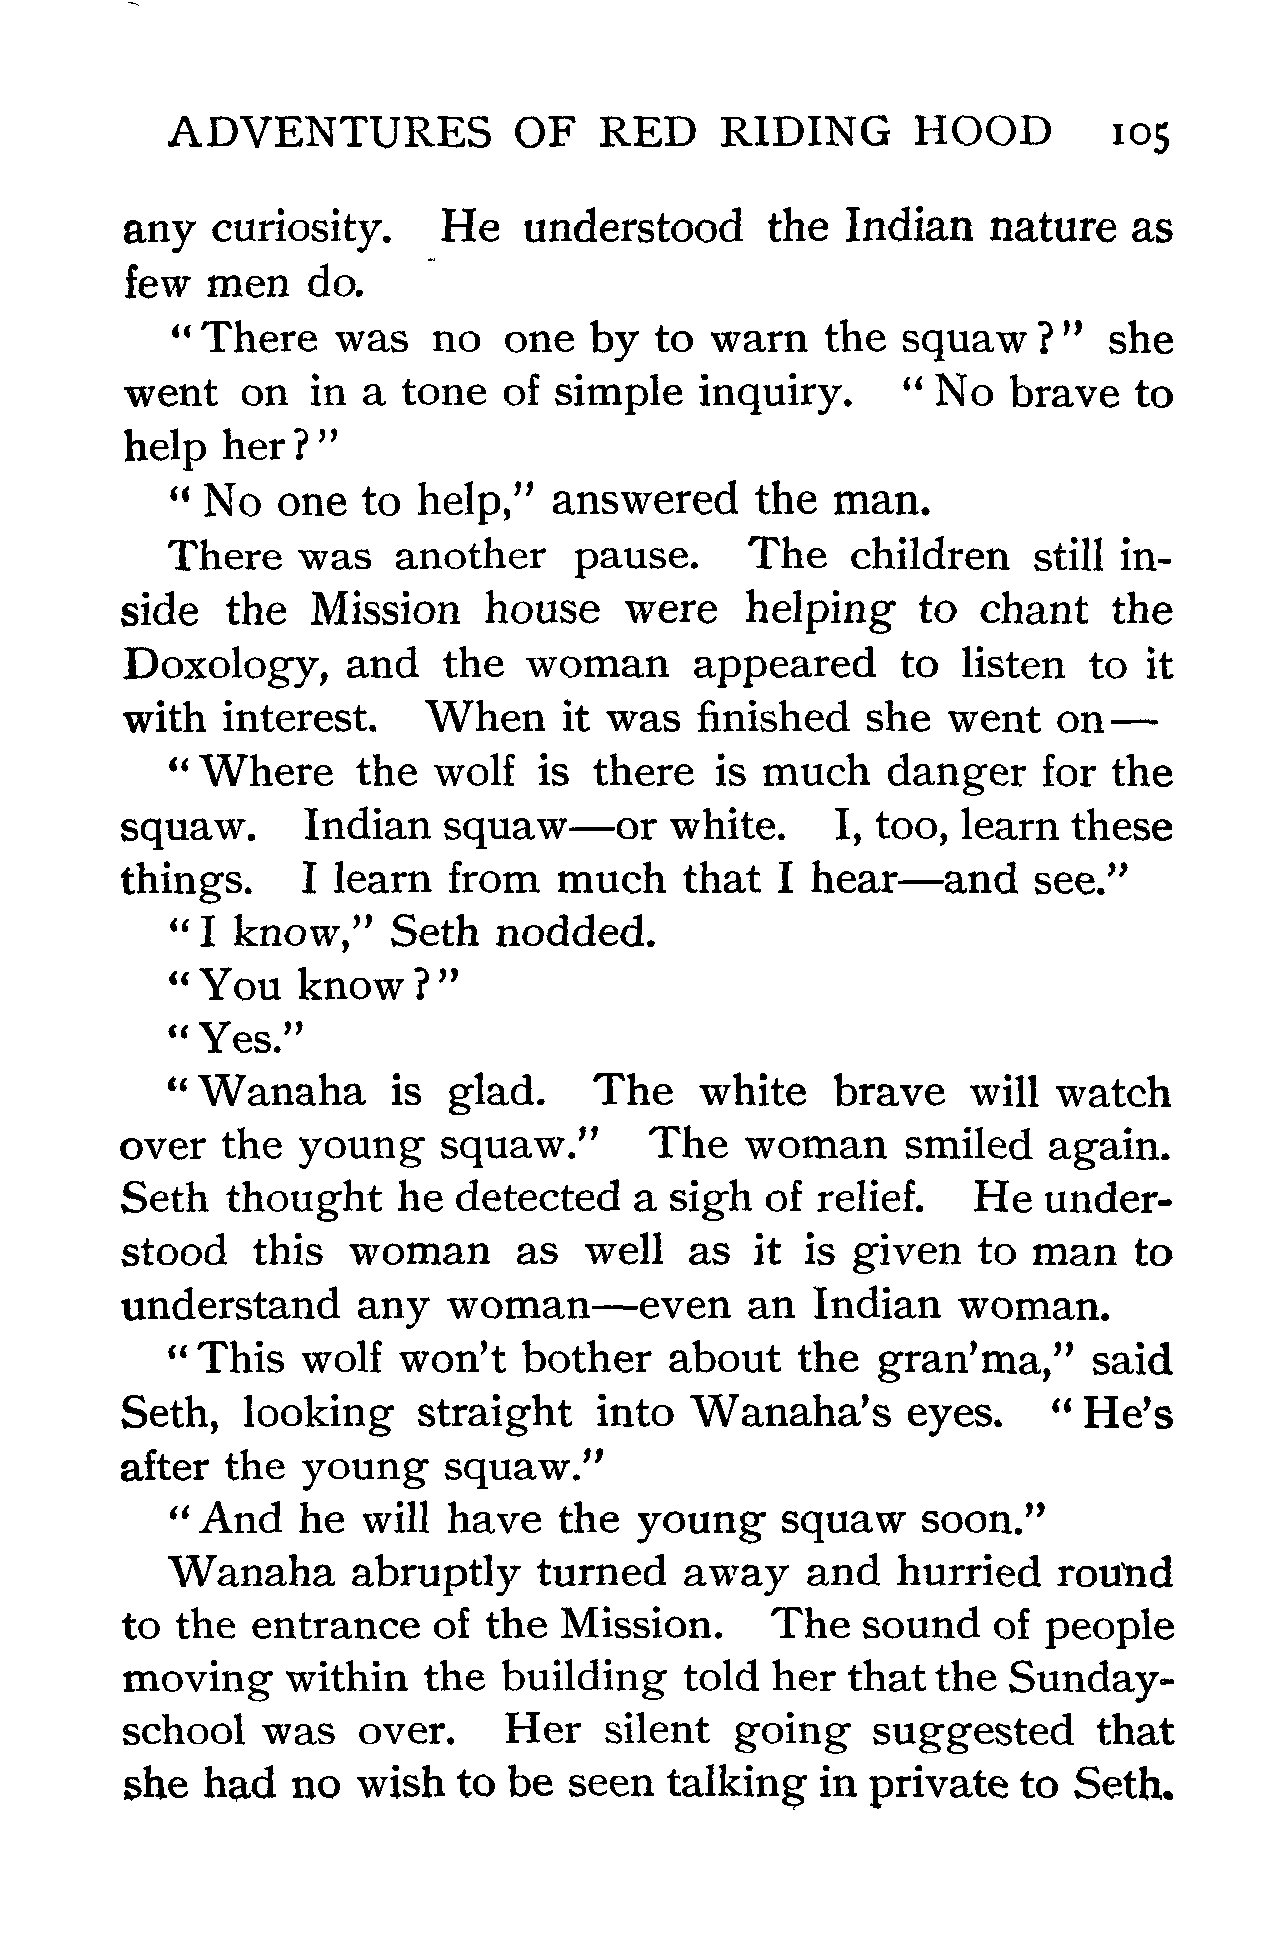 ADVENTURES OF RED RIDING HOOD 105
any curiosity. He understood the Indian nature as
few men do.
“There was no one by to warn the squaw?” she
went on in a tone of simple inquiry. “No brave to
help her?”
“No one to help,” answered the man.
There was another pause. The children still in-
side the Mission house were helping to chant the
Doxology, and the woman appeared to listen to it
with interest. When it was finished she went on—
“Where the wolf is there is much danger for the
squaw. Indian squaw—or white. I, too, learn these
things. I learn from much that I hear—and see.”
“I know,” Seth nodded.
“You know?”
“Yes.”
“Wanaha is glad. The white brave will watch
over the young squaw.” The woman smiled again.
Seth thought he detected a sigh of relief. He under-
stood this woman as well as it is given to man to
understand any woman—even an Indian woman.
“This wolf won’t bother about the gran’ma,” said
Seth, looking straight into Wanaha’s eyes. “He’s
after the young squaw.”
“And he will have the young squaw soon.”
Wanaha abruptly turned away and hurried round
to the entrance of the Mission. The sound of people
moving within the building told her that the Sunday-
school was over. Her silent going suggested that
she had no wish to be seen talking in private to Seth.